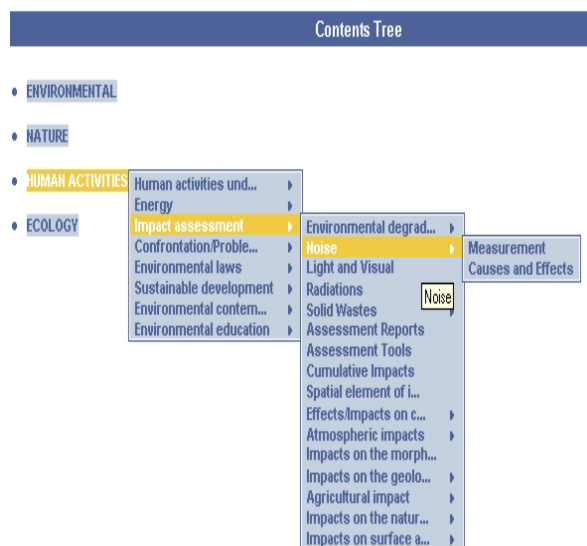 Contents Tree
ENVIRONMENTAL
NATURE
HUMAN ACTIVITIES
ECOLOGY
Human activities und...
Energy
Impact assessment
Confrontation/Proble...
Environmental laws
Sustainable development
Environmental contem...
Environmental education
Environmental degrad...
Noise
Light and Visual
Radiations
Solid Wastes
Assessment Reports
Assessment Tools
Cumulative Impacts
Spatial element of i...
Effects/Impacts on c...
Atmospheric impacts
Impacts on the morph...
Impacts on the geolo...
Agricultural impact
Impacts on the natur...
Impacts on surface a...
Noise
Measurement
Causes and Effects